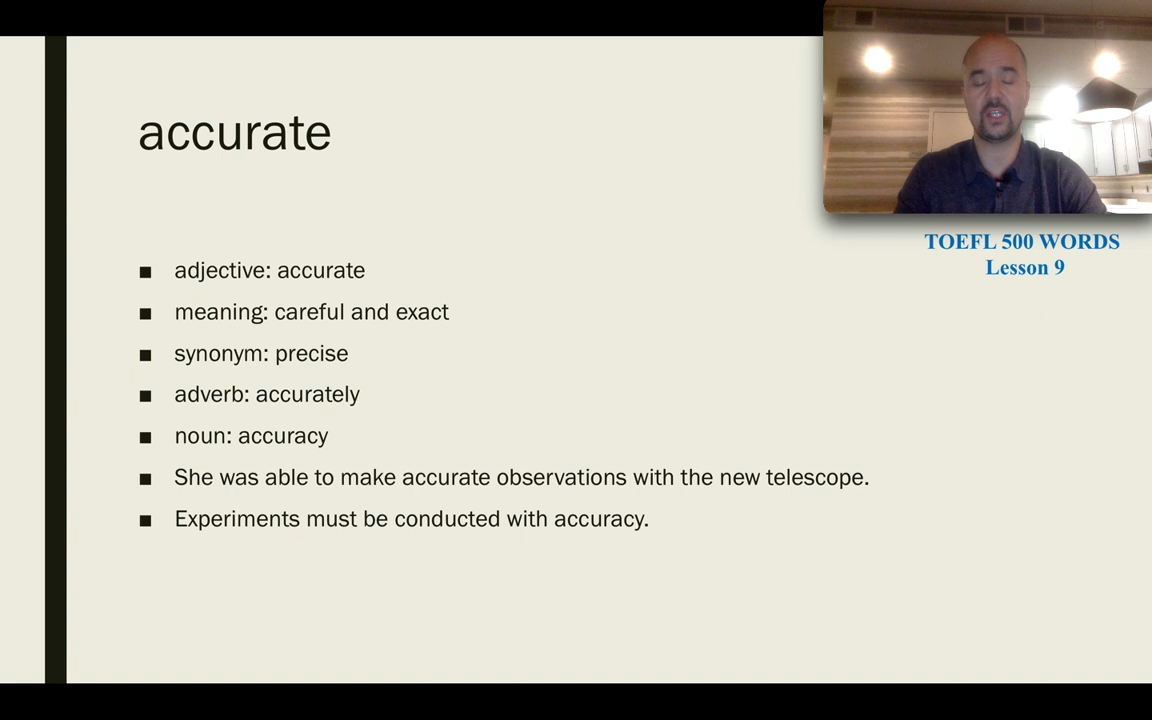 accurate
TOEFL 500 WORDS
Lesson 9
■ adjective: accurate
■ meaning: careful and exact
■ synonym: precise
■ adverb: accurately
■ noun: accuracy
■ She was able to make accurate observations with the new telescope.
■ Experiments must be conducted with accuracy.